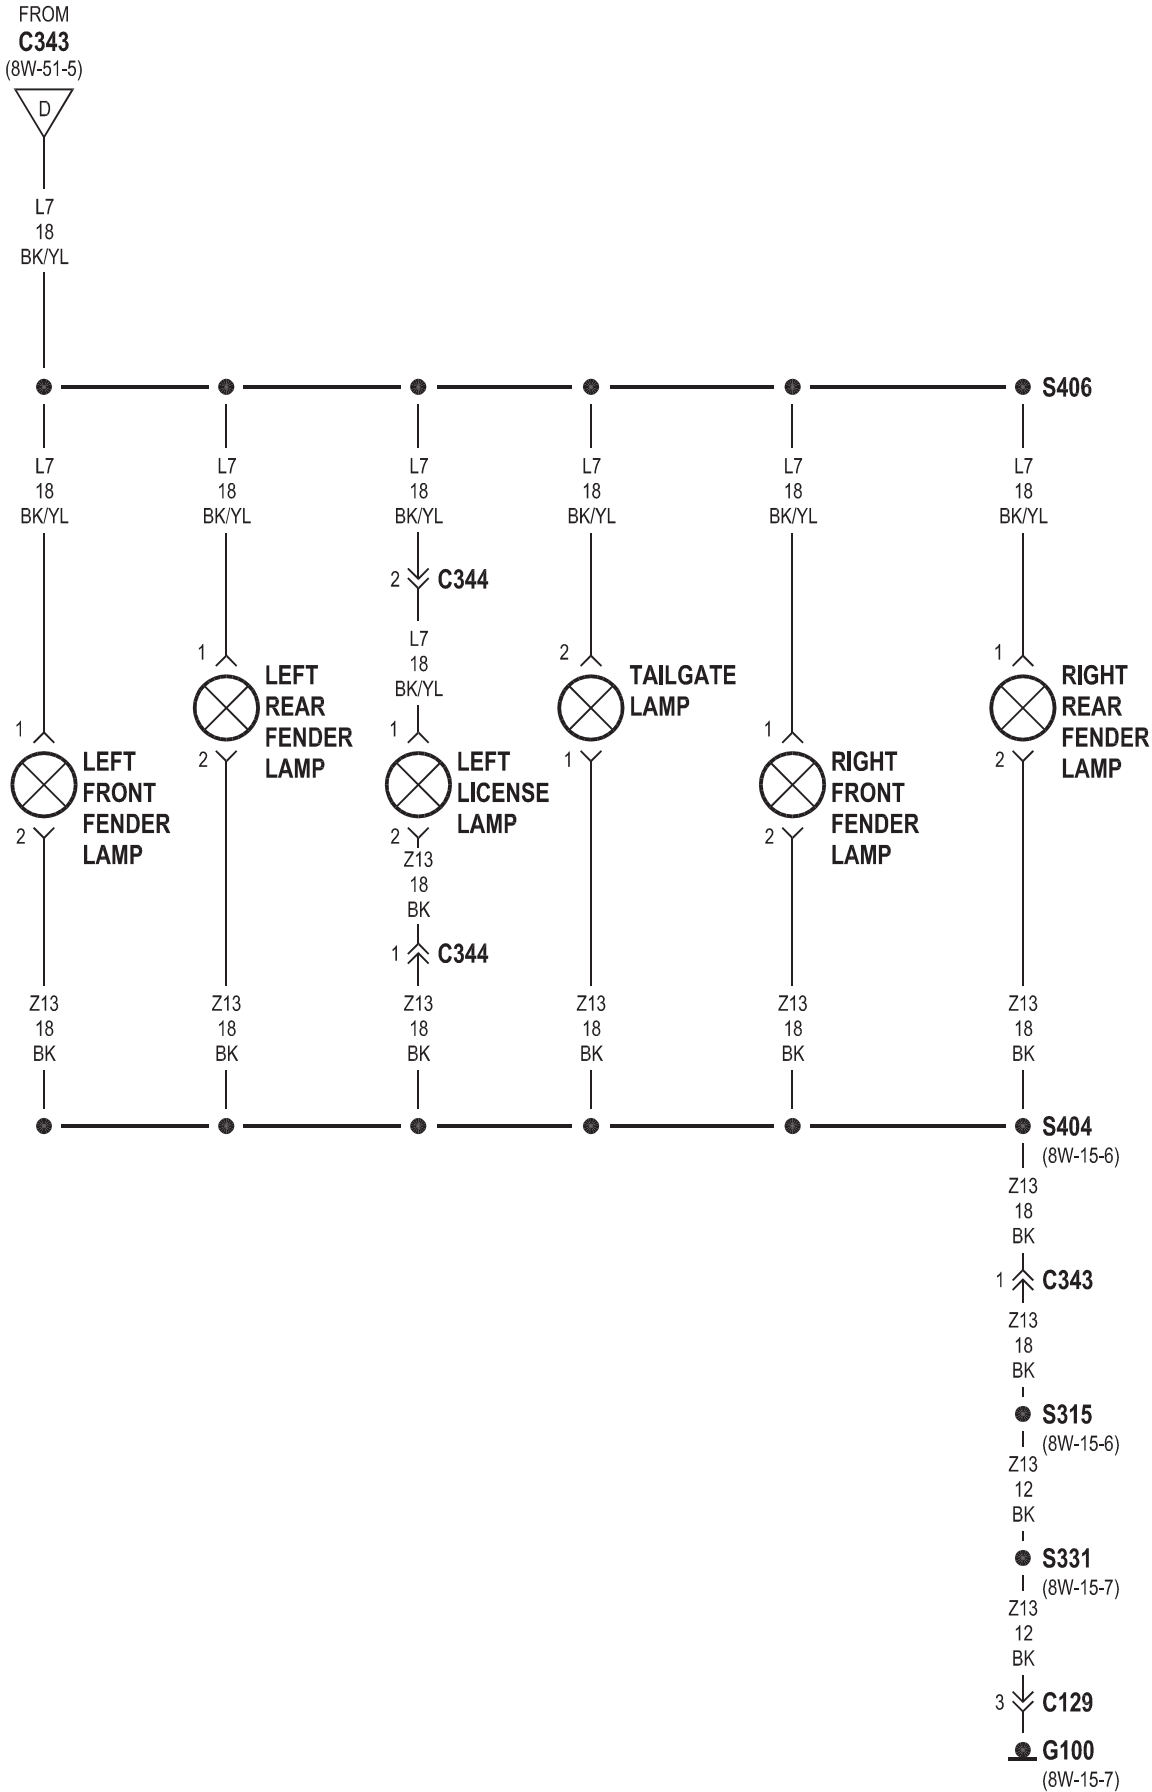 FROM
C343
(8W-51-5)
D
L7
18
BK/YL
S406
L7 L7 L7 L7 L7 L7
18 18 18 18 18 18
BK/YL BK/YL BK/YL BK/YL BK/YL BK/YL
2 C344
L7
18
BK/YL
1 LEFT
REAR
FENDER
LAMP
2
2 TAILGATE
LAMP
1
1 RIGHT
REAR
FENDER
LAMP
2
1 LEFT
FRONT
FENDER
LAMP
2
1 LEFT
LICENSE
LAMP
2
1 RIGHT
FRONT
FENDER
LAMP
2
Z13
18
BK
1 C344
Z13 Z13 Z13 Z13 Z13 Z13
18 18 18 18 18 18
BK BK BK BK BK BK
S404
(8W-15-6)
Z13
18
BK
1 C343
Z13
18
BK
S315
(8W-15-6)
Z13
12
BK
S331
(8W-15-7)
Z13
12
BK
3 C129
G100
(8W-15-7)